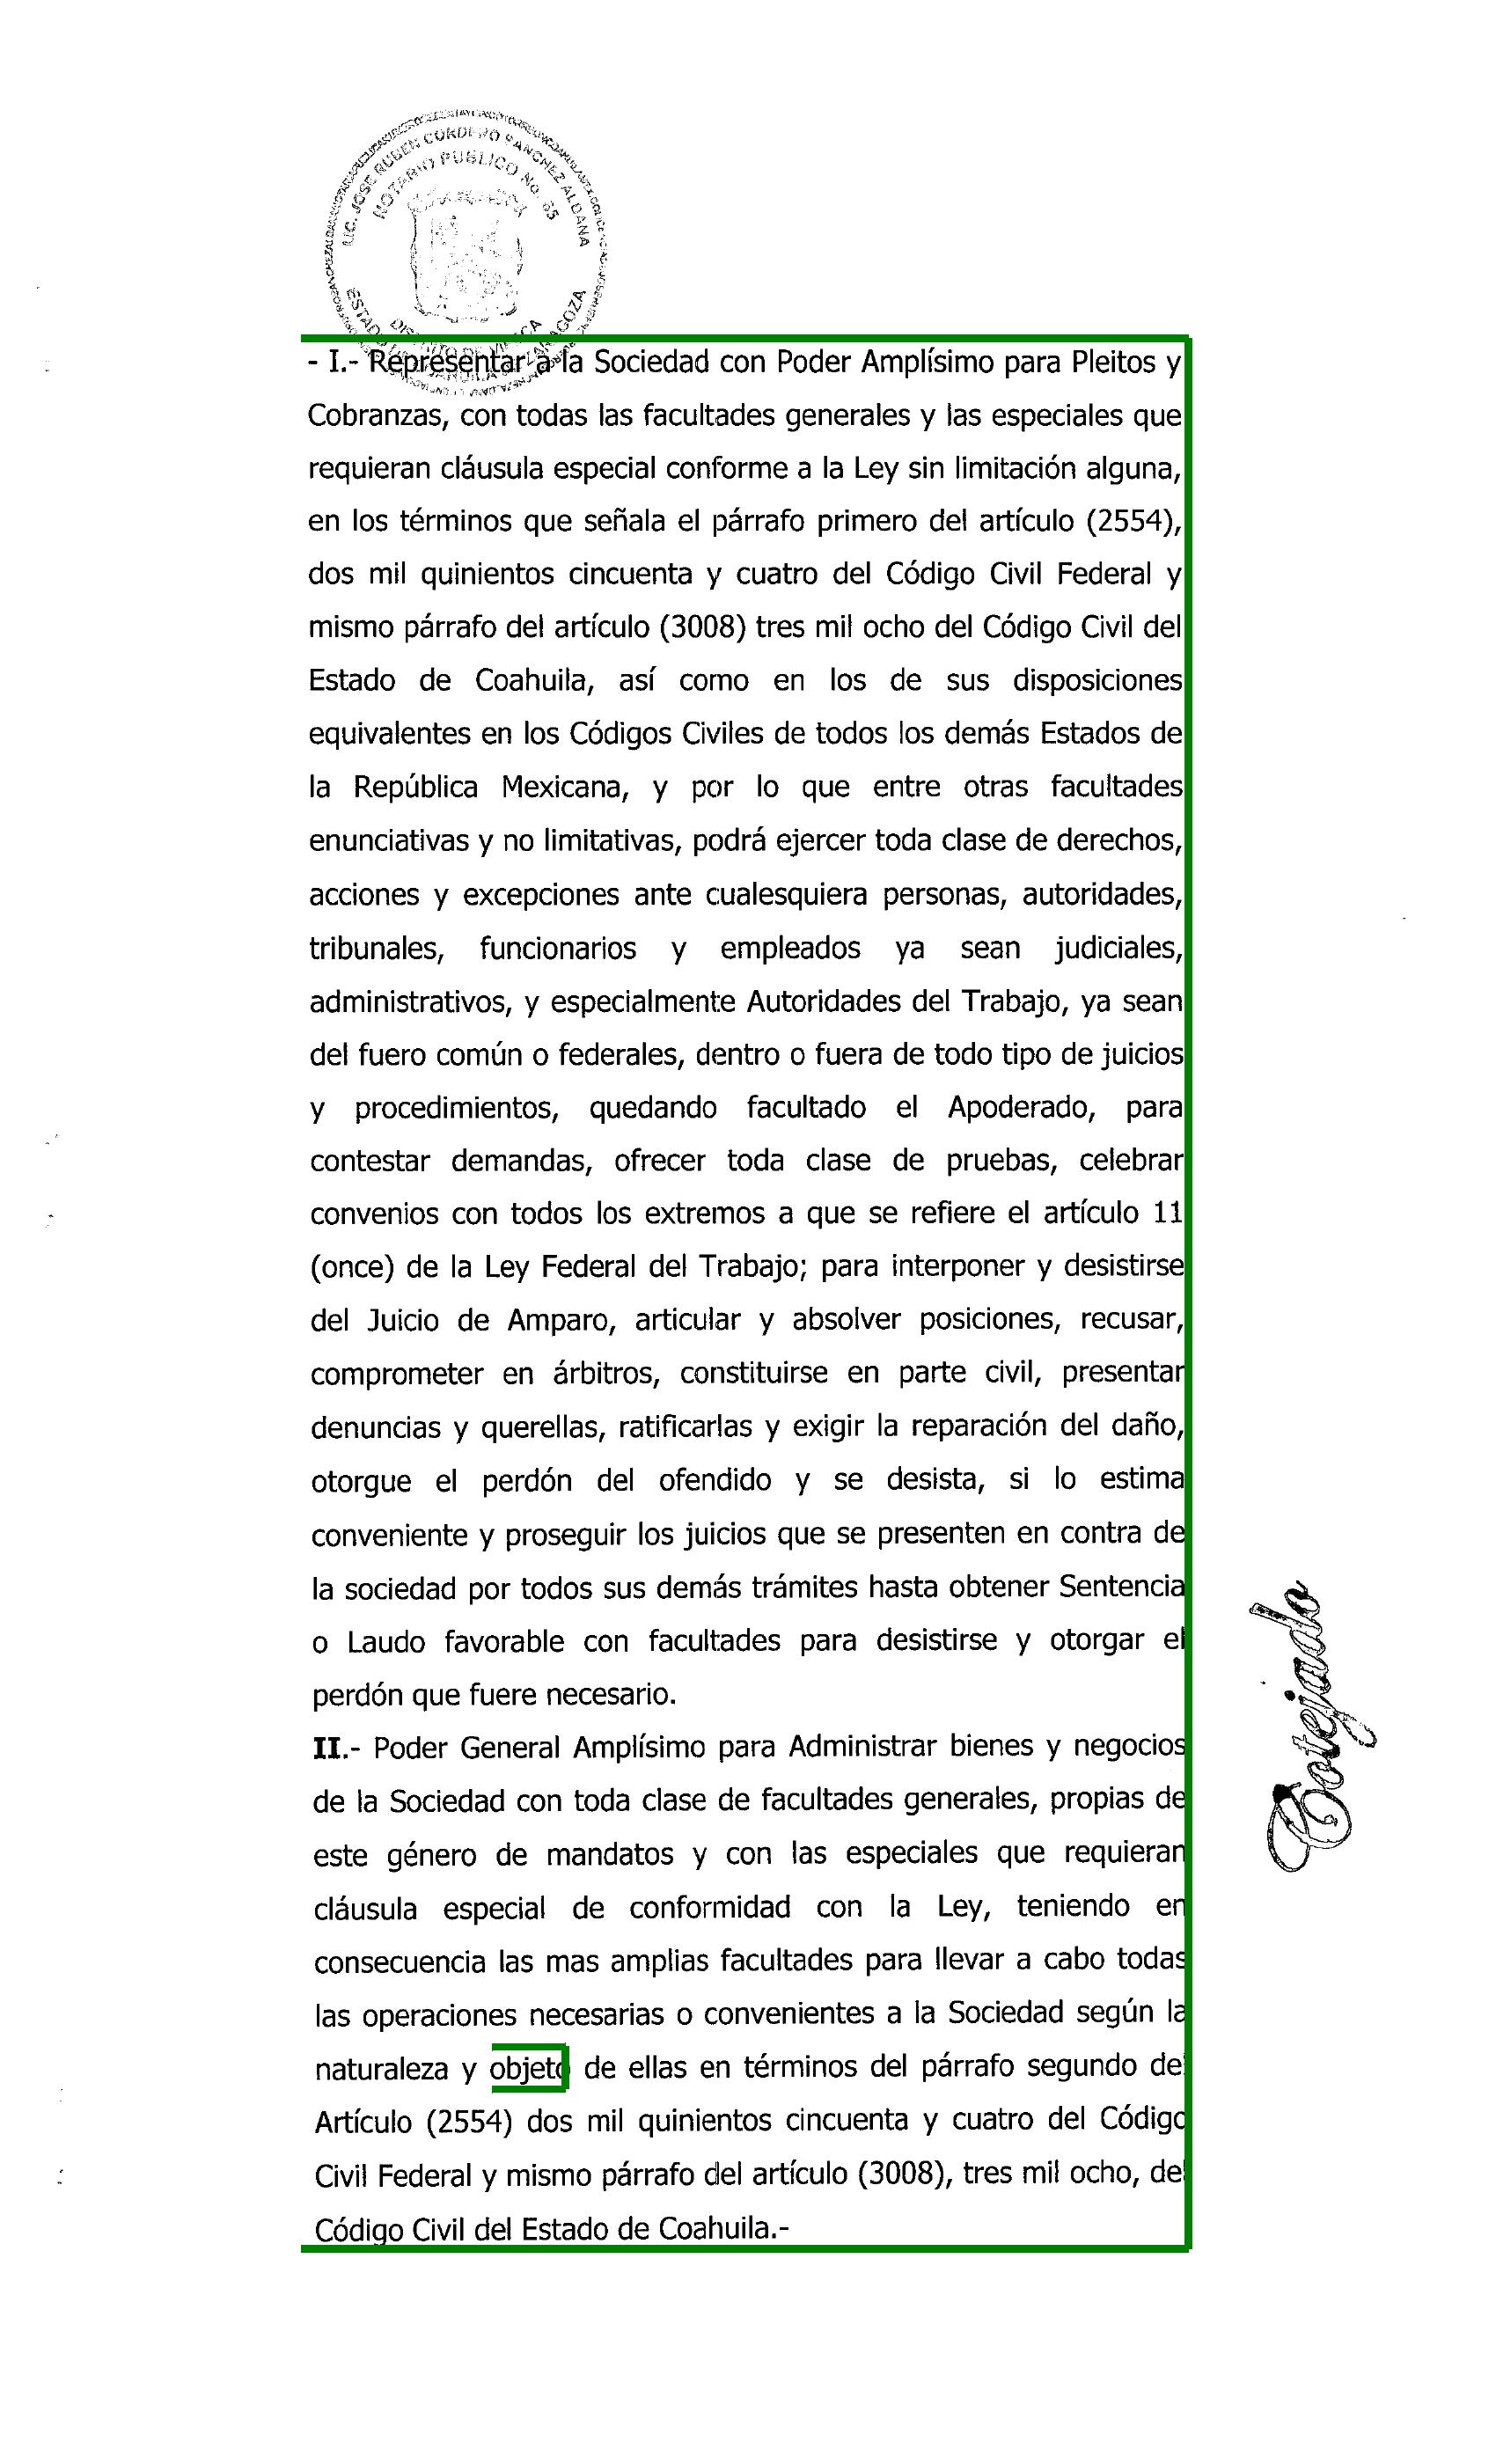 LIC. JOSE RUBEN CORDERO SANCHEZ ALDANA
NOTARIO PUBLICO No. 65
- I.- Representar a la Sociedad con Poder Amplísimo para Pleitos y
Cobranzas, con todas las facultades generales y las especiales que
requieran cláusula especial conforme a la Ley sin limitación alguna,
en los términos que señala el párrafo primero del artículo (2554),
dos mil quinientos cincuenta y cuatro del Código Civil Federal y
mismo párrafo del artículo (3008) tres mil ocho del Código Civil del
Estado de Coahuila, así como en los de sus disposiciones
equivalentes en los Códigos Civiles de todos los demás Estados de
la República Mexicana, y por lo que entre otras facultades
enunciativas y no limitativas, podrá ejercer toda clase de derechos,
acciones y excepciones ante cualesquiera personas, autoridades,
tribunales, funcionarios y empleados ya sean judiciales,
administrativos, y especialmente Autoridades del Trabajo, ya sean
del fuero común o federales, dentro o fuera de todo tipo de juicios
y procedimientos, quedando facultado el Apoderado, para
contestar demandas, ofrecer toda clase de pruebas, celebrar
convenios con todos los extremos a que se refiere el artículo 11
(once) de la Ley Federal del Trabajo; para interponer y desistirse
del Juicio de Amparo, articular y absolver posiciones, recusar,
comprometer en árbitros, constituirse en parte civil, presentar
denuncias y querellas, ratificarlas y exigir la reparación del daño,
otorgue el perdón del ofendido y se desista, si lo estima
conveniente y proseguir los juicios que se presenten en contra de
la sociedad por todos sus demás trámites hasta obtener Sentencia
o Laudo favorable con facultades para desistirse y otorgar el
perdón que fuere necesario.
II.- Poder General Amplísimo para Administrar bienes y negocios
de la Sociedad con toda clase de facultades generales, propias de
este género de mandatos y con las especiales que requieran
cláusula especial de conformidad con la Ley, teniendo en
consecuencia las mas amplias facultades para llevar a cabo todas
las operaciones necesarias o convenientes a la Sociedad según la
naturaleza y objeto de ellas en términos del párrafo segundo del
Artículo (2554) dos mil quinientos cincuenta y cuatro del Código
Civil Federal y mismo párrafo del artículo (3008), tres mil ocho, del
Código Civil del Estado de Coahuila.-
Cotejado